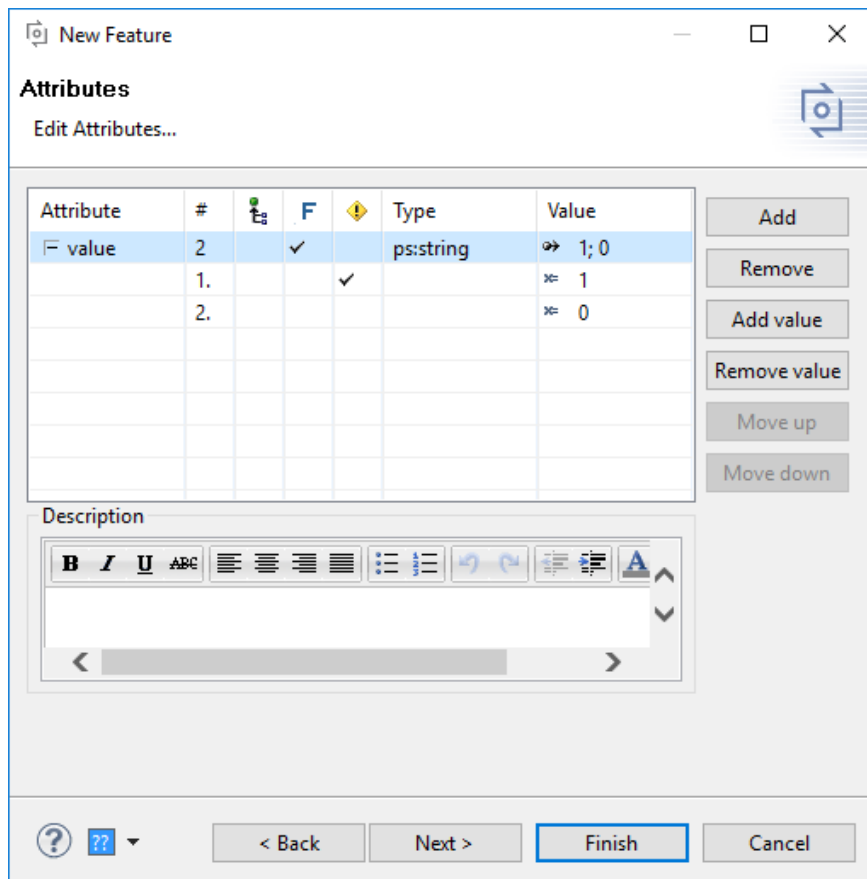 New Feature
Attributes
Edit Attributes...
Attribute # F Type Value
value 2 ps:string 1; 0
1. 1
2. 0
Add
Remove
Add value
Remove value
Move up
Move down
Description
B I U ABC A
? ?? < Back Next > Finish Cancel